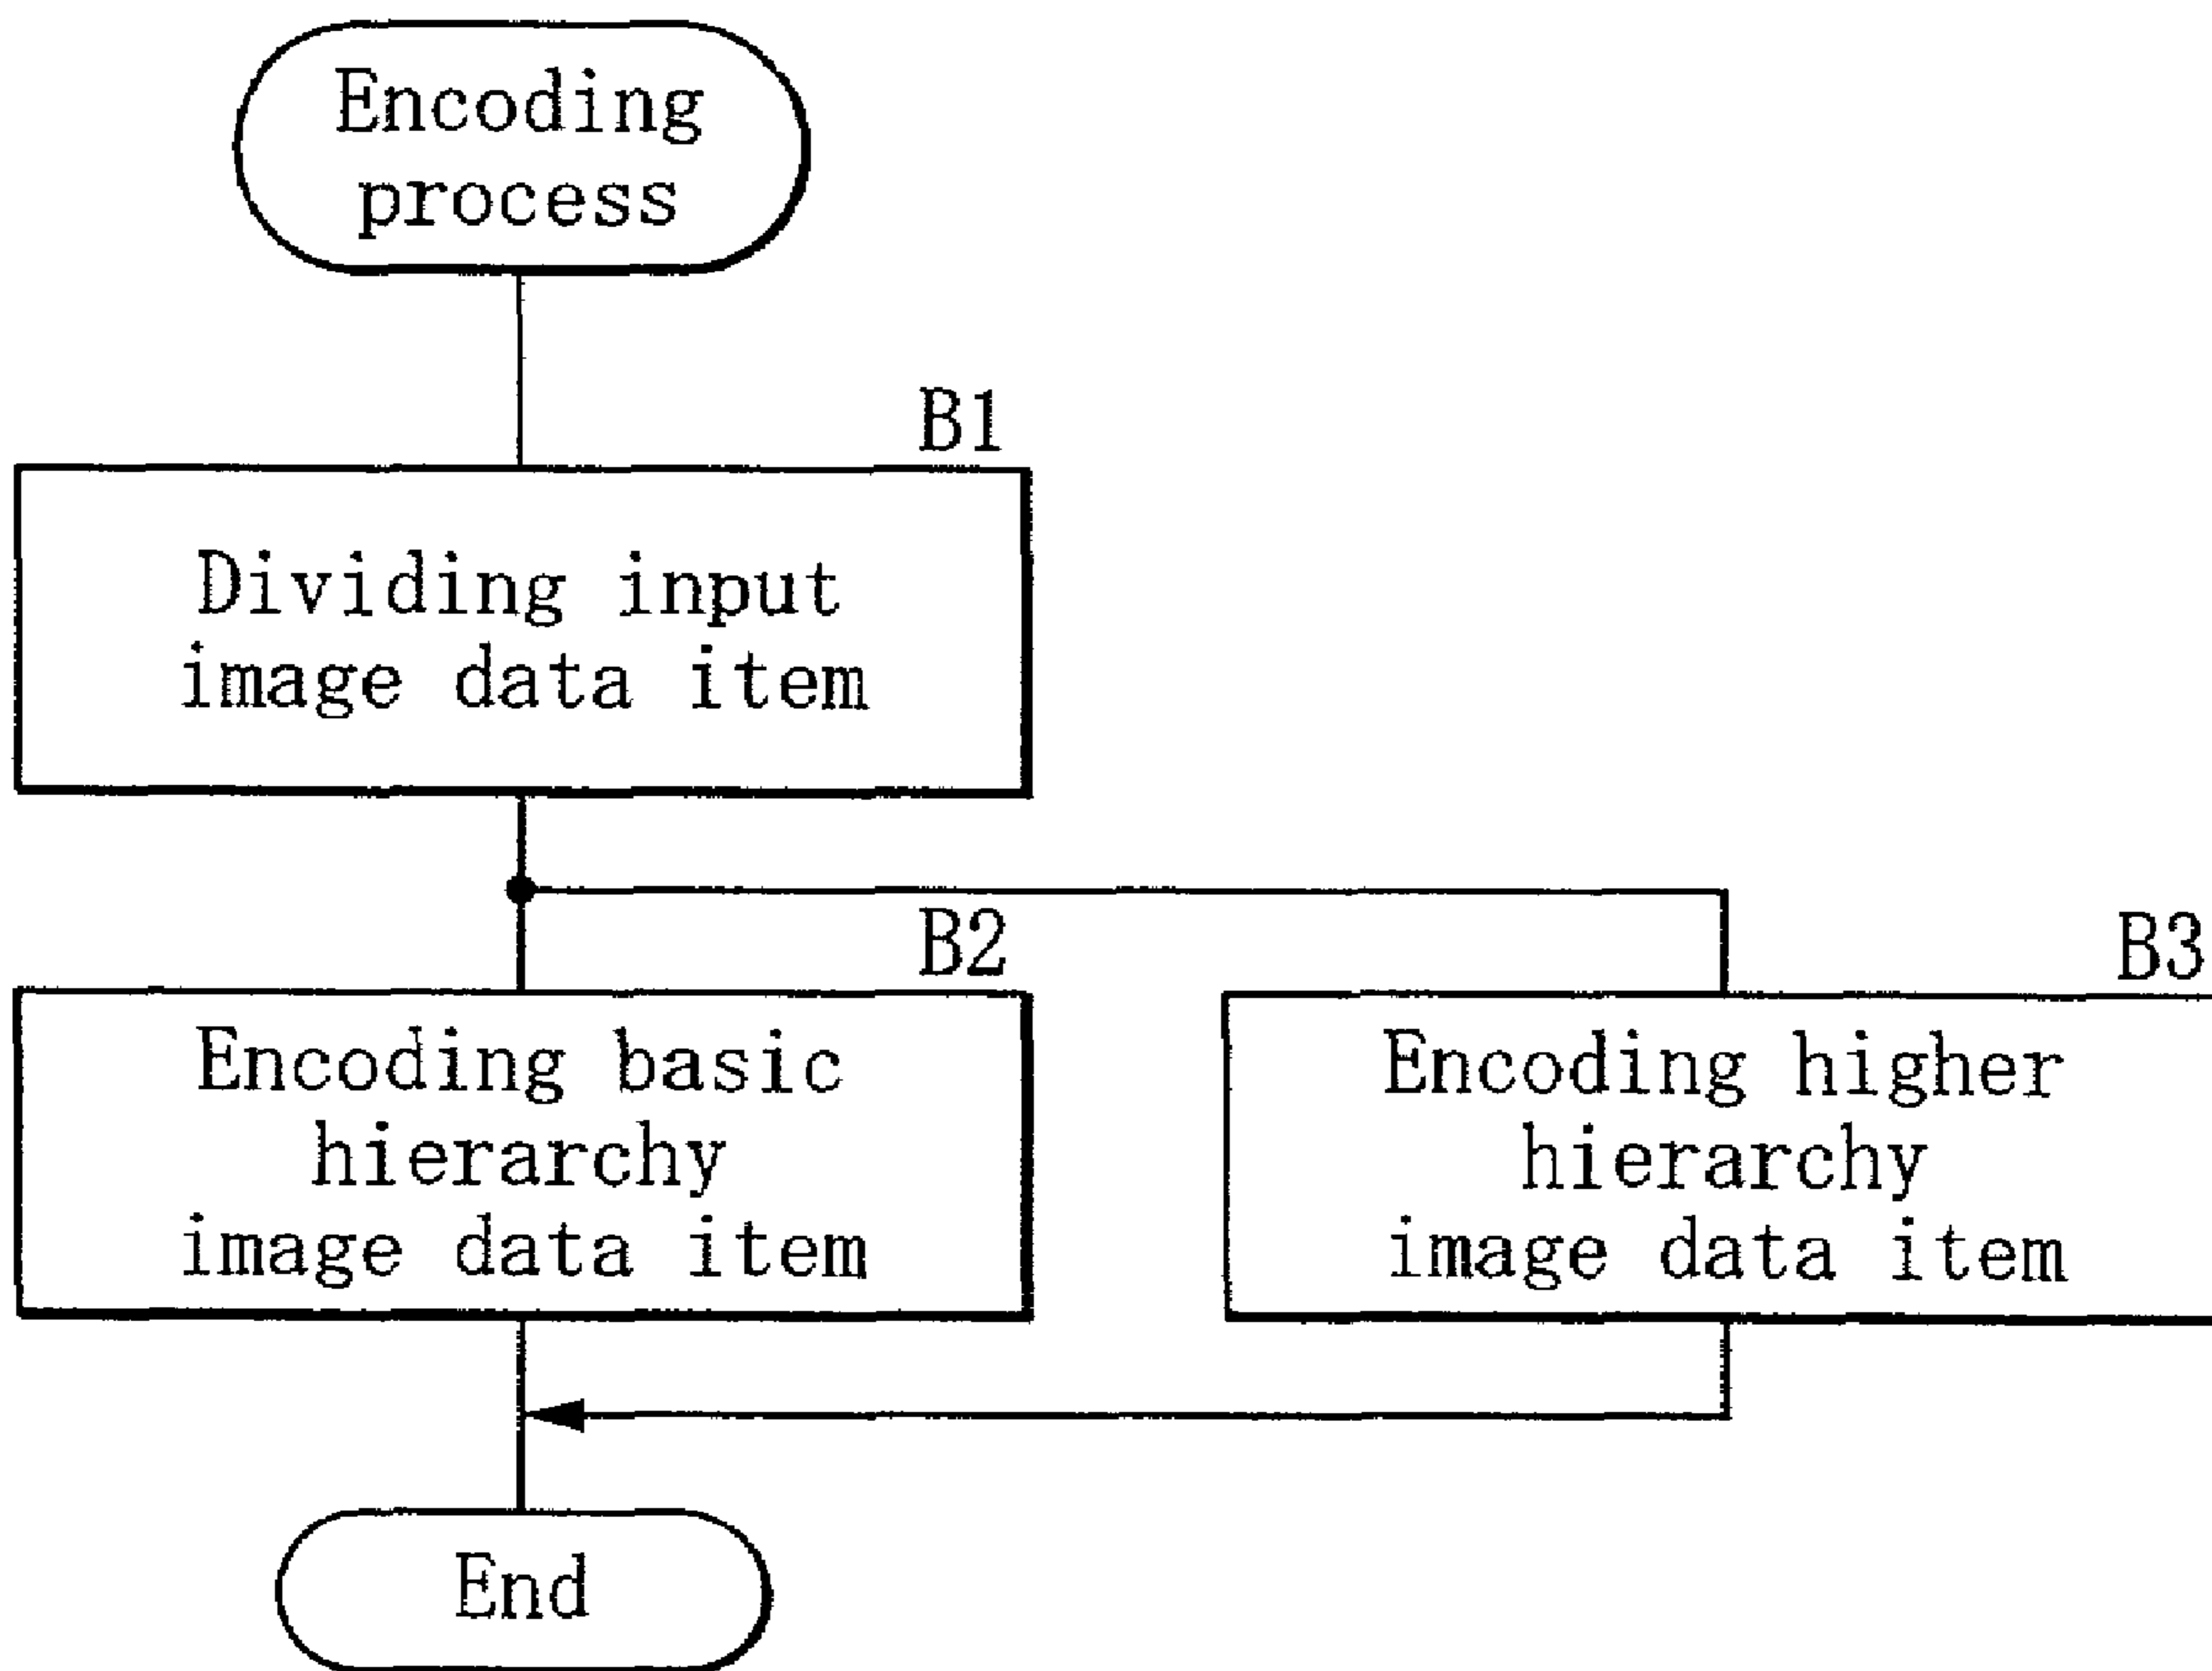 Encoding
process
B1
Dividing input
image data item
B2
Encoding basic
hierarchy
image data item
B3
Encoding higher
hierarchy
image data item
End